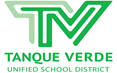 TV
TANQUE VERDE
UNIFIED SCHOOL DISTRICT